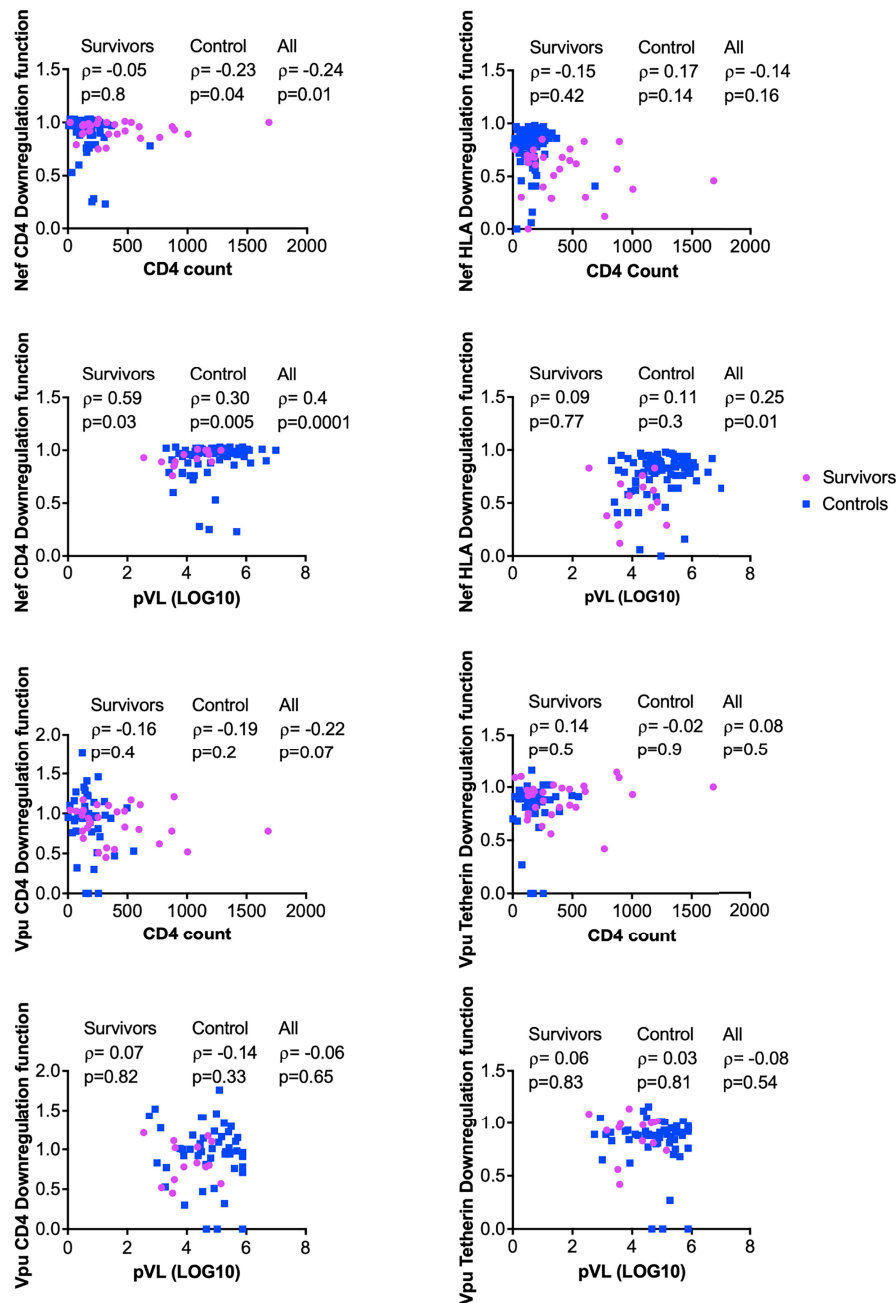 Survivors Control All
ρ= -0.05 ρ= -0.23 ρ= -0.24
p=0.8 p=0.04 p=0.01
1.5
1.0
0.5
0.0
0 500 1000 1500 2000
CD4 count
Nef CD4 Downregulation function
Survivors Control All
ρ= -0.15 ρ= 0.17 ρ= -0.14
p=0.42 p=0.14 p=0.16
1.5
1.0
0.5
0.0
0 500 1000 1500 2000
CD4 Count
Nef HLA Downregulation function
Survivors Control All
ρ= 0.59 ρ= 0.30 ρ= 0.4
p=0.03 p=0.005 p=0.0001
1.5
1.0
0.5
0.0
0 2 4 6 8
pVL (LOG10)
Nef CD4 Downregulation function
Survivors Control All
ρ= 0.09 ρ= 0.11 ρ= 0.25
p=0.77 p=0.3 p=0.01
1.5
1.0
0.5
0.0
0 2 4 6 8
pVL (LOG10)
Nef HLA Downregulation function
Survivors
Controls
Survivors Control All
ρ= -0.16 ρ= -0.19 ρ= -0.22
p=0.4 p=0.2 p=0.07
2.0
1.5
1.0
0.5
0.0
0 500 1000 1500 2000
CD4 count
Vpu CD4 Downregulation function
Survivors Control All
ρ= 0.14 ρ= -0.02 ρ= 0.08
p=0.5 p=0.9 p=0.5
1.5
1.0
0.5
0.0
0 500 1000 1500 2000
CD4 count
Vpu Tetherin Downregulation function
Survivors Control All
ρ= 0.07 ρ= -0.14 ρ= -0.06
p=0.82 p=0.33 p=0.65
2.0
1.5
1.0
0.5
0.0
0 2 4 6 8
pVL (LOG10)
Vpu CD4 Downregulation function
Survivors Control All
ρ= 0.06 ρ= 0.03 ρ= -0.08
p=0.83 p=0.81 p=0.54
1.5
1.0
0.5
0.0
0 2 4 6 8
pVL (LOG10)
Vpu Tetherin Downregulation function